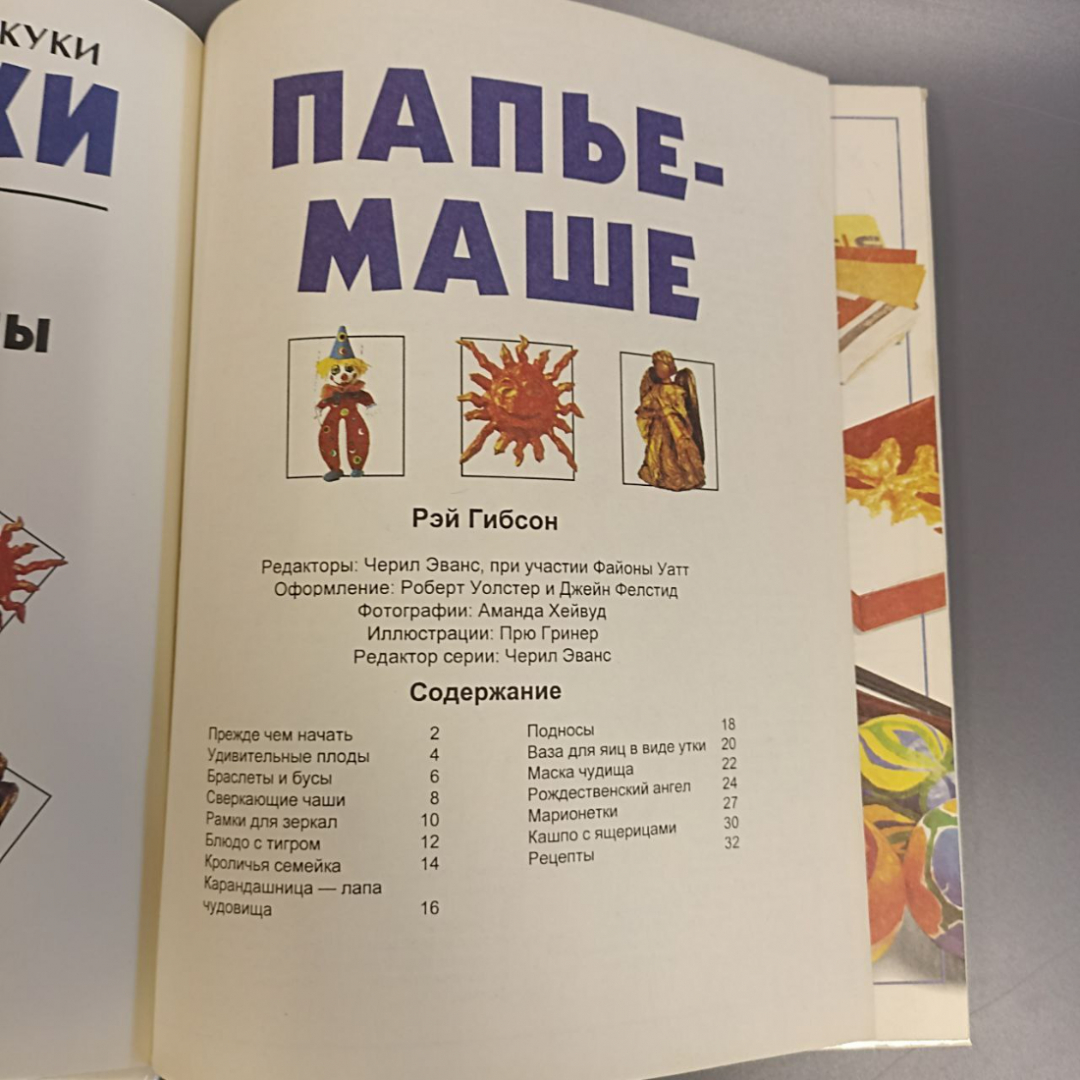 КУКИ
ПАПЬЕ-
МАШЕ
Рэй Гибсон
Редакторы: Черил Эванс, при участии Файоны Уатт
Оформление: Роберт Уолстер и Джейн Фелстид
Фотографии: Аманда Хейвуд
Иллюстрации: Прю Гринер
Редактор серии: Черил Эванс
Содержание
Прежде чем начать 2
Удивительные плоды 4
Браслеты и бусы 6
Сверкающие чаши 8
Рамки для зеркал 10
Блюдо с тигром 12
Кроличья семейка 14
Карандашница — лапа
чудовища 16
Подносы 18
Ваза для яиц в виде утки 20
Маска чудища 22
Рождественский ангел 24
Марионетки 27
Кашпо с ящерицами 30
Рецепты 32